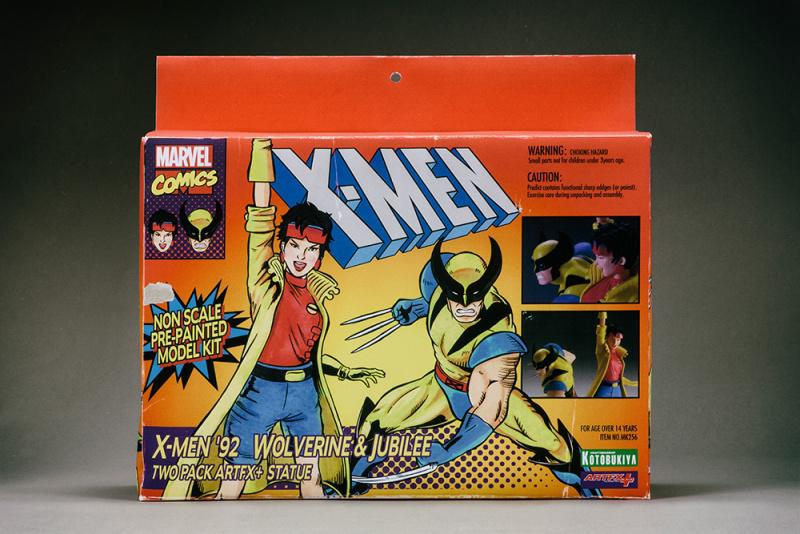 MARVEL
COMICS
X-MEN
WARNING: CHOKING HAZARD
Small parts not for children under 3years age.
CAUTION:
Predict contains functional sharp edges (or points).
Exercise care during unpacking and assembly.
NON SCALE
PRE-PAINTED
MODEL KIT
X-MEN '92 WOLVERINE & JUBILEE
TWO PACK ARTFX+ STATUE
FOR AGE OVER 14 YEARS
ITEM NO.MK256
KOTOBUKIYA
ARTFX+